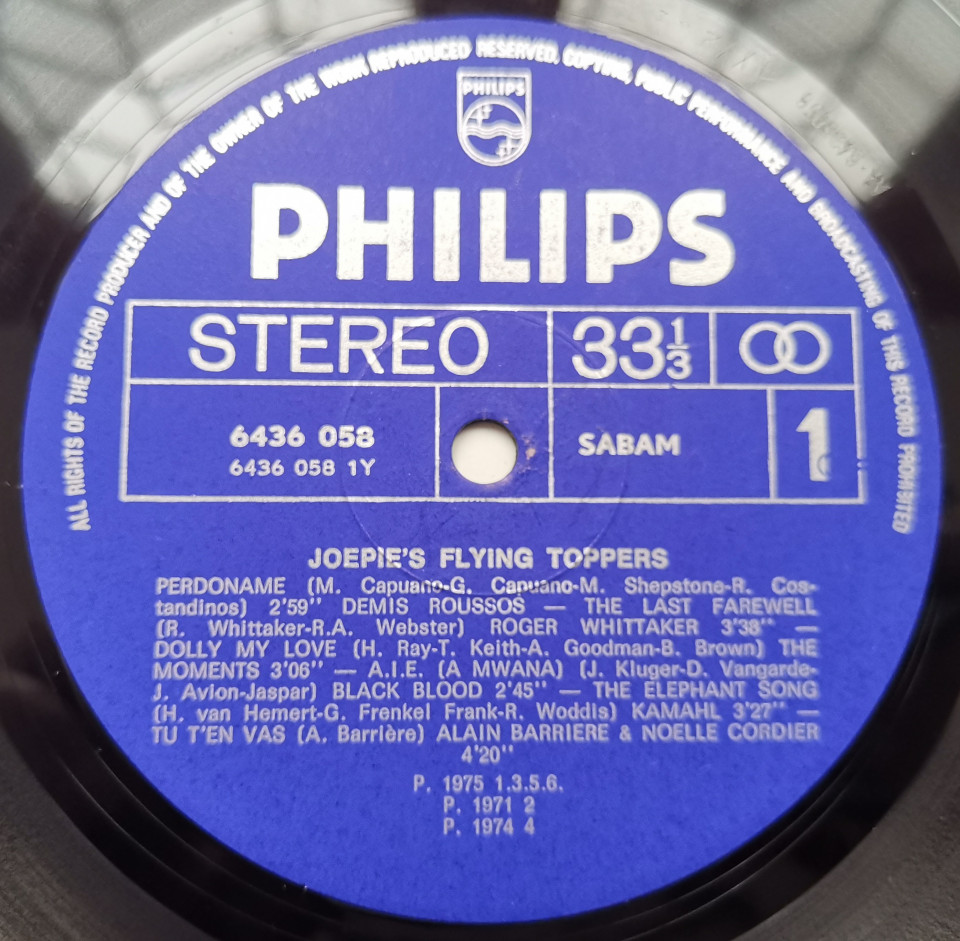 ALL RIGHTS OF THE RECORD PRODUCER AND OF THE OWNER OF THE WORK REPRODUCED RESERVED. COPYING, PUBLIC PERFORMANCE AND BROADCASTING OF THIS RECORD PROHIBITED
PHILIPS
PHILIPS
STEREO 33 1/3
6436 058 SABAM 1
6436 058 1Y
JOEPIE'S FLYING TOPPERS
PERDONAME (M. Capuano-G. Capuano-M. Shepstone-R. Cos-
tandinos) 2'59" DEMIS ROUSSOS — THE LAST FAREWELL
(R. Whittaker-R.A. Webster) ROGER WHITTAKER 3'38" —
DOLLY MY LOVE (H. Ray-T. Keith-A. Goodman-B. Brown) THE
MOMENTS 3'06" — A.I.E. (A MWANA) (J. Kluger-D. Vangarde-
J. Avlon-Jaspar) BLACK BLOOD 2'45" — THE ELEPHANT SONG
(H. van Hemert-G. Frenkel Frank-R. Woddis) KAMAHL 3'27" —
TU T'EN VAS (A. Barrière) ALAIN BARRIERE & NOELLE CORDIER
4'20"
P. 1975 1.3.5.6.
P. 1971 2
P. 1974 4